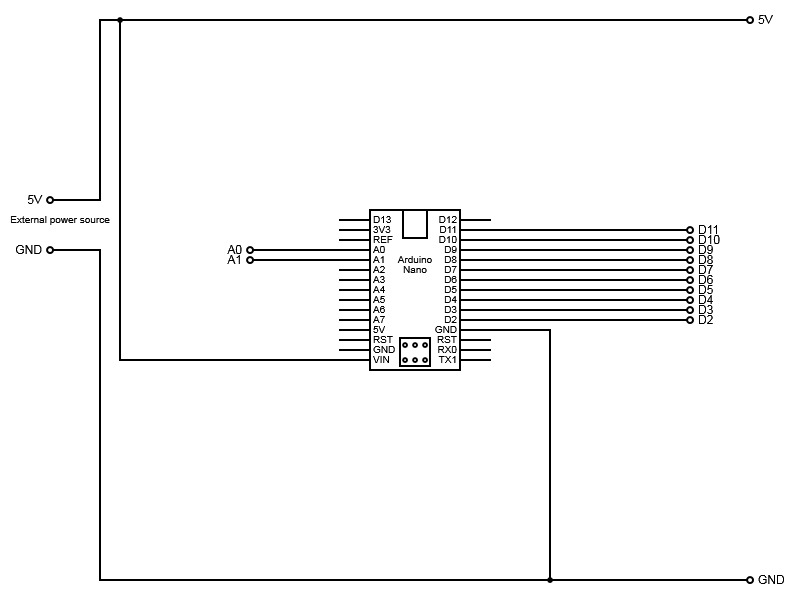 5V
5V
External power source
GND
A0
A1
D13
3V3
REF
A0
A1
A2
A3
A4
A5
A6
A7
5V
RST
GND
VIN
Arduino
Nano
D12
D11
D10
D9
D8
D7
D6
D5
D4
D3
D2
GND
RST
RX0
TX1
D11
D10
D9
D8
D7
D6
D5
D4
D3
D2
GND